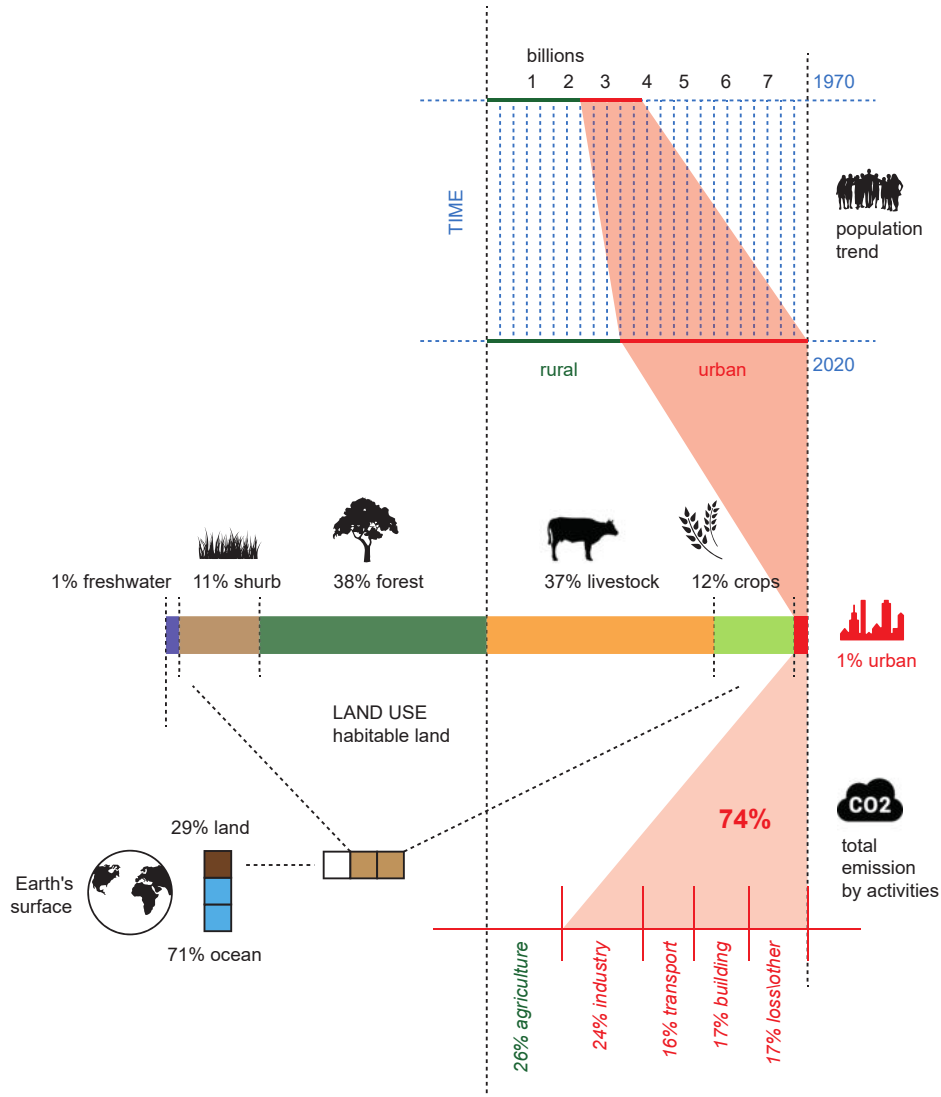 billions
1 2 3 4 5 6 7
1970
TIME
population
trend
rural
urban
2020
1% freshwater
11% shurb
38% forest
37% livestock
12% crops
1% urban
LAND USE
habitable land
CO2
74%
total
emission
by activities
29% land
Earth's
surface
71% ocean
26% agriculture
24% industry
16% transport
17% building
17% loss\other